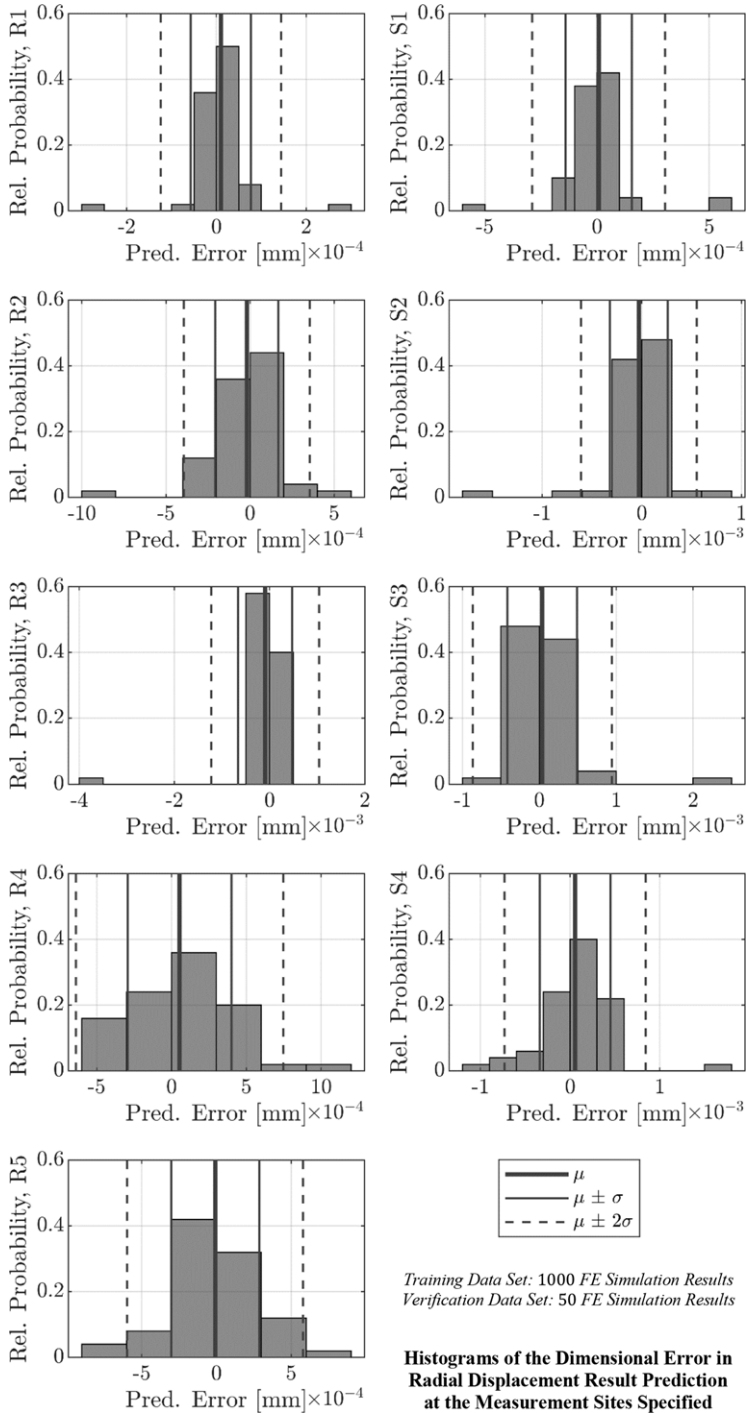 Rel. Probability, R1
0.6
0.4
0.2
0
-2 0 2
Pred. Error [mm]×10⁻⁴
Rel. Probability, S1
0.6
0.4
0.2
0
-5 0 5
Pred. Error [mm]×10⁻⁴
Rel. Probability, R2
0.6
0.4
0.2
0
-10 -5 0 5
Pred. Error [mm]×10⁻⁴
Rel. Probability, S2
0.6
0.4
0.2
0
-1 0 1
Pred. Error [mm]×10⁻³
Rel. Probability, R3
0.6
0.4
0.2
0
-4 -2 0 2
Pred. Error [mm]×10⁻³
Rel. Probability, S3
0.6
0.4
0.2
0
-1 0 1 2
Pred. Error [mm]×10⁻³
Rel. Probability, R4
0.6
0.4
0.2
0
-5 0 5 10
Pred. Error [mm]×10⁻⁴
Rel. Probability, S4
0.6
0.4
0.2
0
-1 0 1
Pred. Error [mm]×10⁻³
Rel. Probability, R5
0.6
0.4
0.2
0
-5 0 5
Pred. Error [mm]×10⁻⁴
μ
μ ± σ
μ ± 2σ
Training Data Set: 1000 FE Simulation Results
Verification Data Set: 50 FE Simulation Results
Histograms of the Dimensional Error in
Radial Displacement Result Prediction
at the Measurement Sites Specified